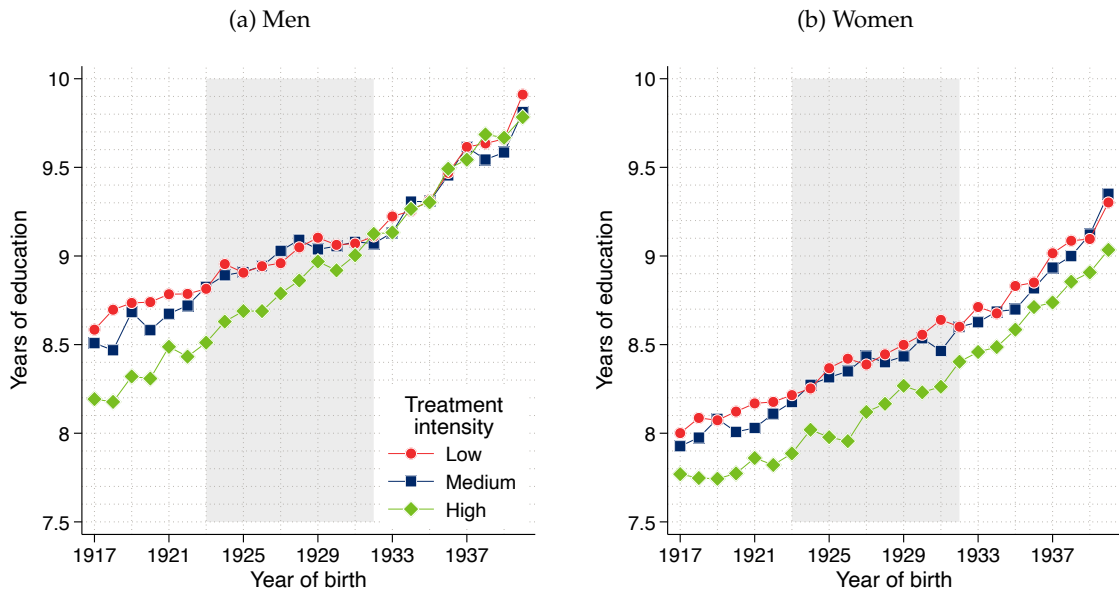 (a) Men
10
9.5
9
8.5
8
7.5
Years of education
Treatment
intensity
Low
Medium
High
1917 1921 1925 1929 1933 1937
Year of birth
(b) Women
10
9.5
9
8.5
8
7.5
Years of education
1917 1921 1925 1929 1933 1937
Year of birth